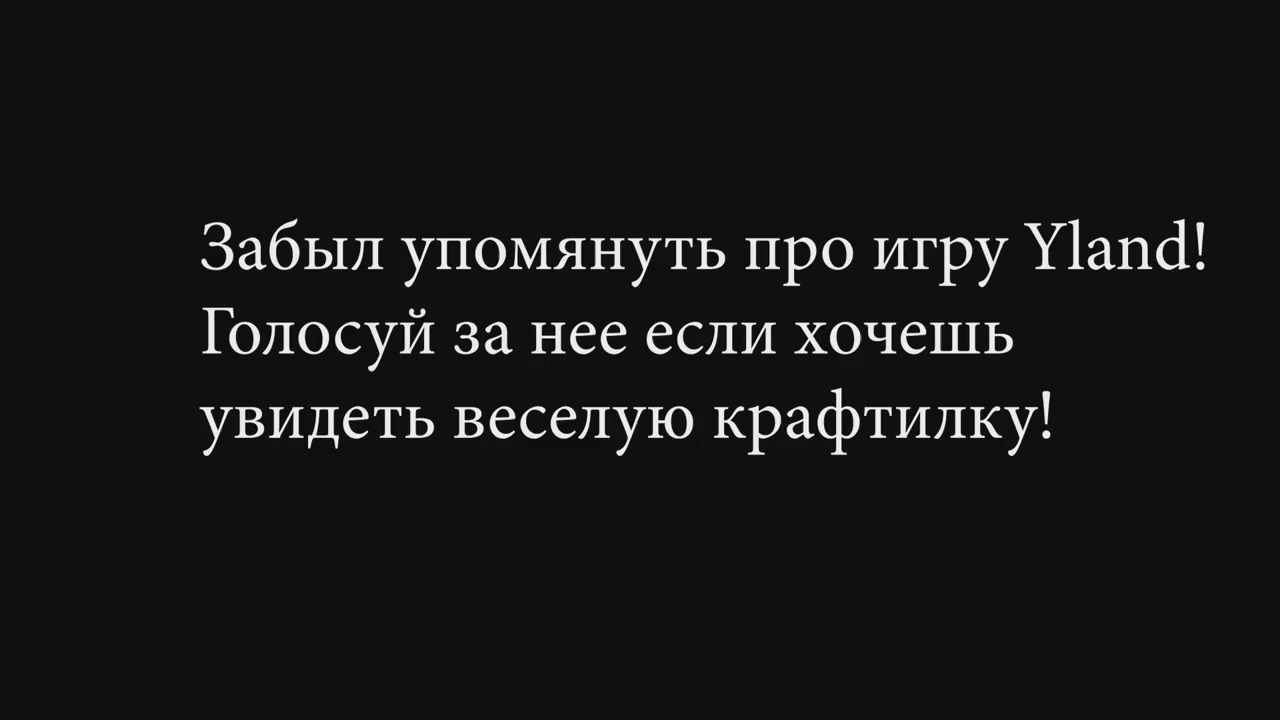 Забыл упомянуть про игру Yland!
Голосуй за нее если хочешь
увидеть веселую крафтилку!